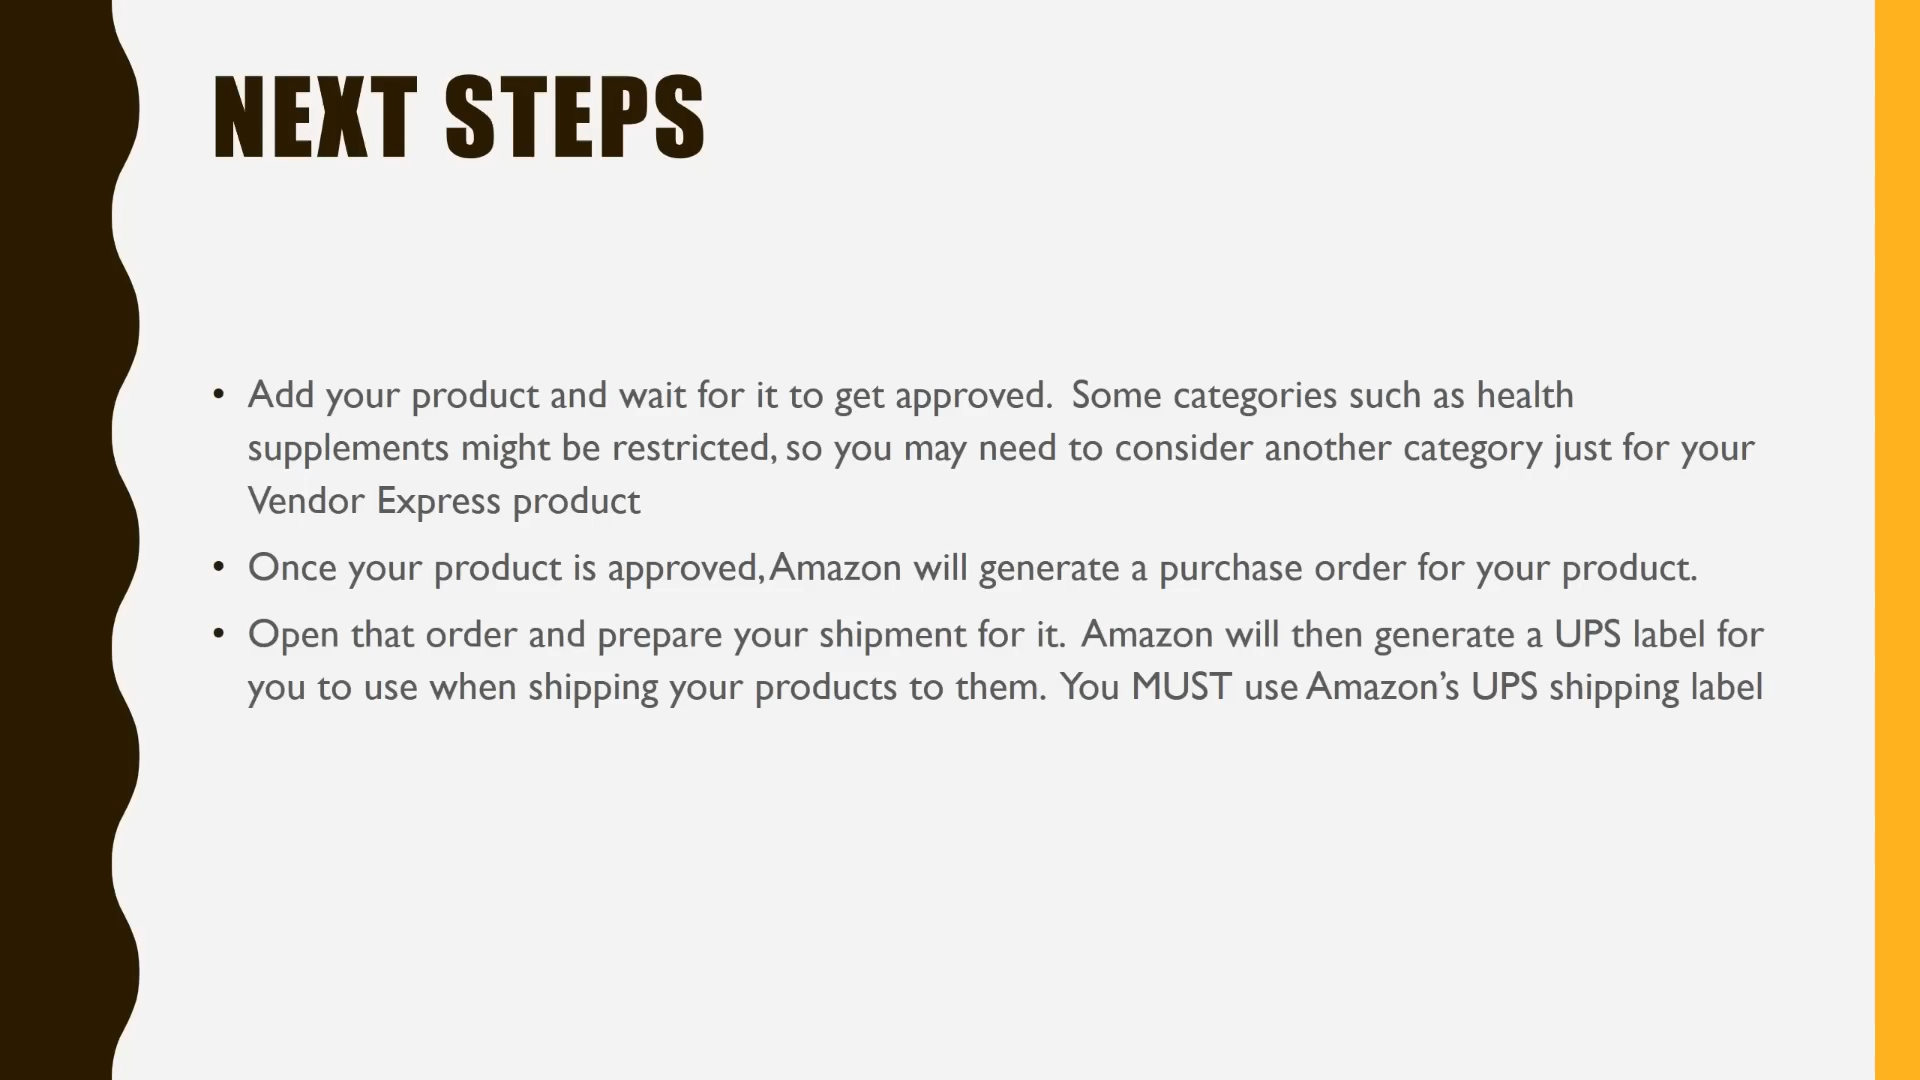 NEXT STEPS
• Add your product and wait for it to get approved.  Some categories such as health
supplements might be restricted, so you may need to consider another category just for your
Vendor Express product
• Once your product is approved, Amazon will generate a purchase order for your product.
• Open that order and prepare your shipment for it.  Amazon will then generate a UPS label for
you to use when shipping your products to them.  You MUST use Amazon’s UPS shipping label